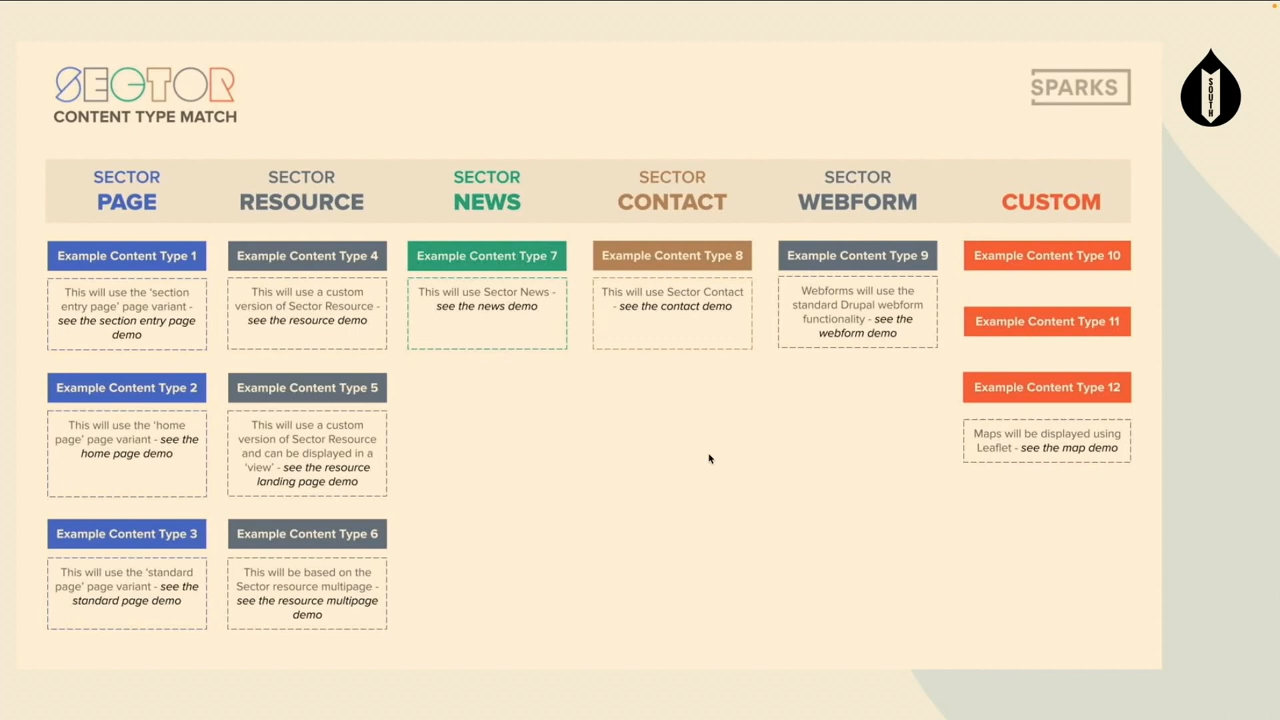 SECTOR
CONTENT TYPE MATCH
SPARKS
SOUTH
SECTOR
PAGE
SECTOR
RESOURCE
SECTOR
NEWS
SECTOR
CONTACT
SECTOR
WEBFORM
CUSTOM
Example Content Type 1
This will use the ‘section
entry page’ page variant -
see the section entry page
demo
Example Content Type 2
This will use the ‘home
page’ page variant - see the
home page demo
Example Content Type 3
This will use the ‘standard
page’ page variant - see the
standard page demo
Example Content Type 4
This will use a custom
version of Sector Resource -
see the resource demo
Example Content Type 5
This will use a custom
version of Sector Resource
and can be displayed in a
‘view’ - see the resource
landing page demo
Example Content Type 6
This will be based on the
Sector resource multipage -
see the resource multipage
demo
Example Content Type 7
This will use Sector News -
see the news demo
Example Content Type 8
This will use Sector Contact
- see the contact demo
Example Content Type 9
Webforms will use the
standard Drupal webform
functionality - see the
webform demo
Example Content Type 10
Example Content Type 11
Example Content Type 12
Maps will be displayed using
Leaflet - see the map demo